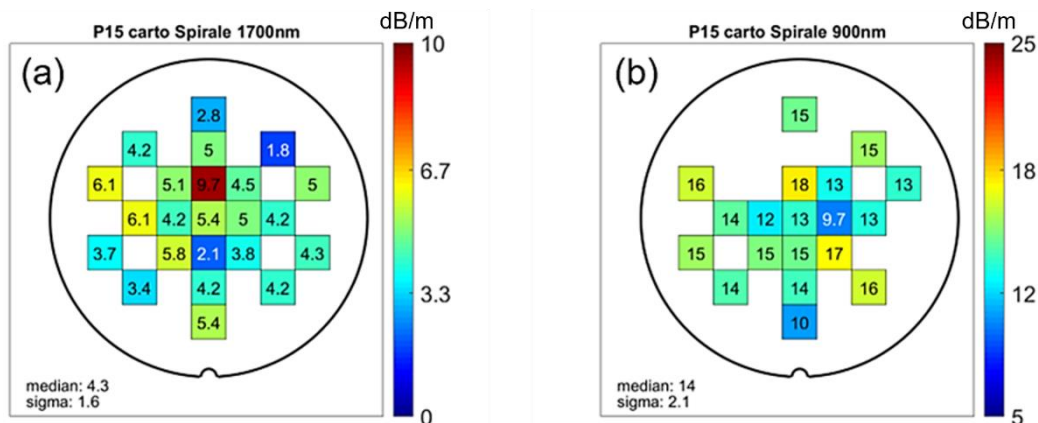 P15 carto Spirale 1700nm
dB/m
(a)
10
6.7
3.3
0
2.8
4.2 5 1.8
6.1 5.1 9.7 4.5 5
6.1 4.2 5.4 5 4.2
3.7 5.8 2.1 3.8 4.3
3.4 4.2 4.2
5.4
median: 4.3
sigma: 1.6
P15 carto Spirale 900nm
dB/m
(b)
25
18
12
5
15
15
16 18 13 13
14 12 13 9.7 13
15 15 15 17
14 14 16
10
median: 14
sigma: 2.1